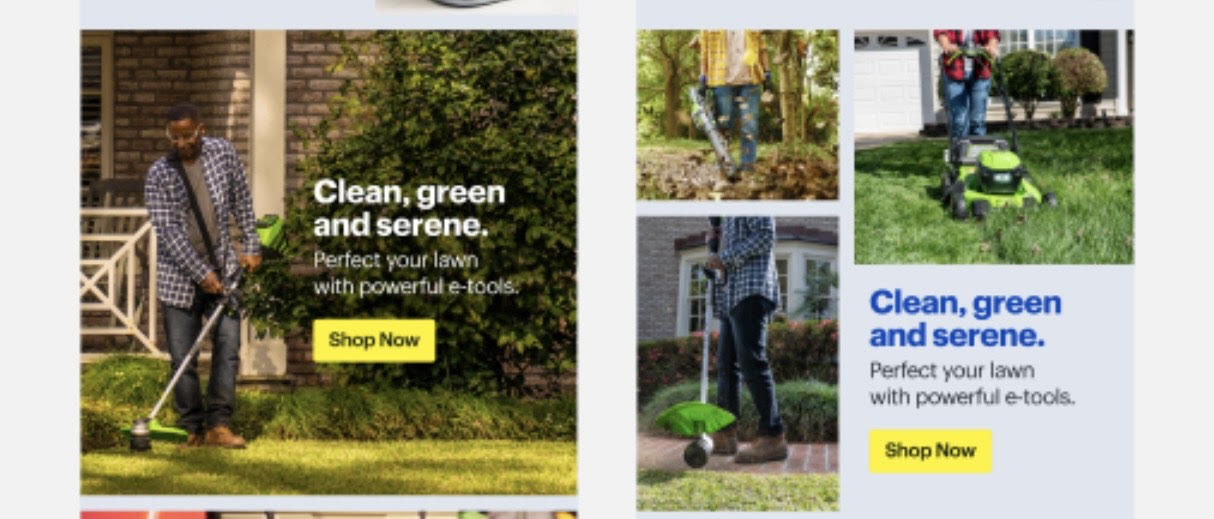 Clean, green
and serene.
Perfect your lawn
with powerful e-tools.
Shop Now
Clean, green
and serene.
Perfect your lawn
with powerful e-tools.
Shop Now